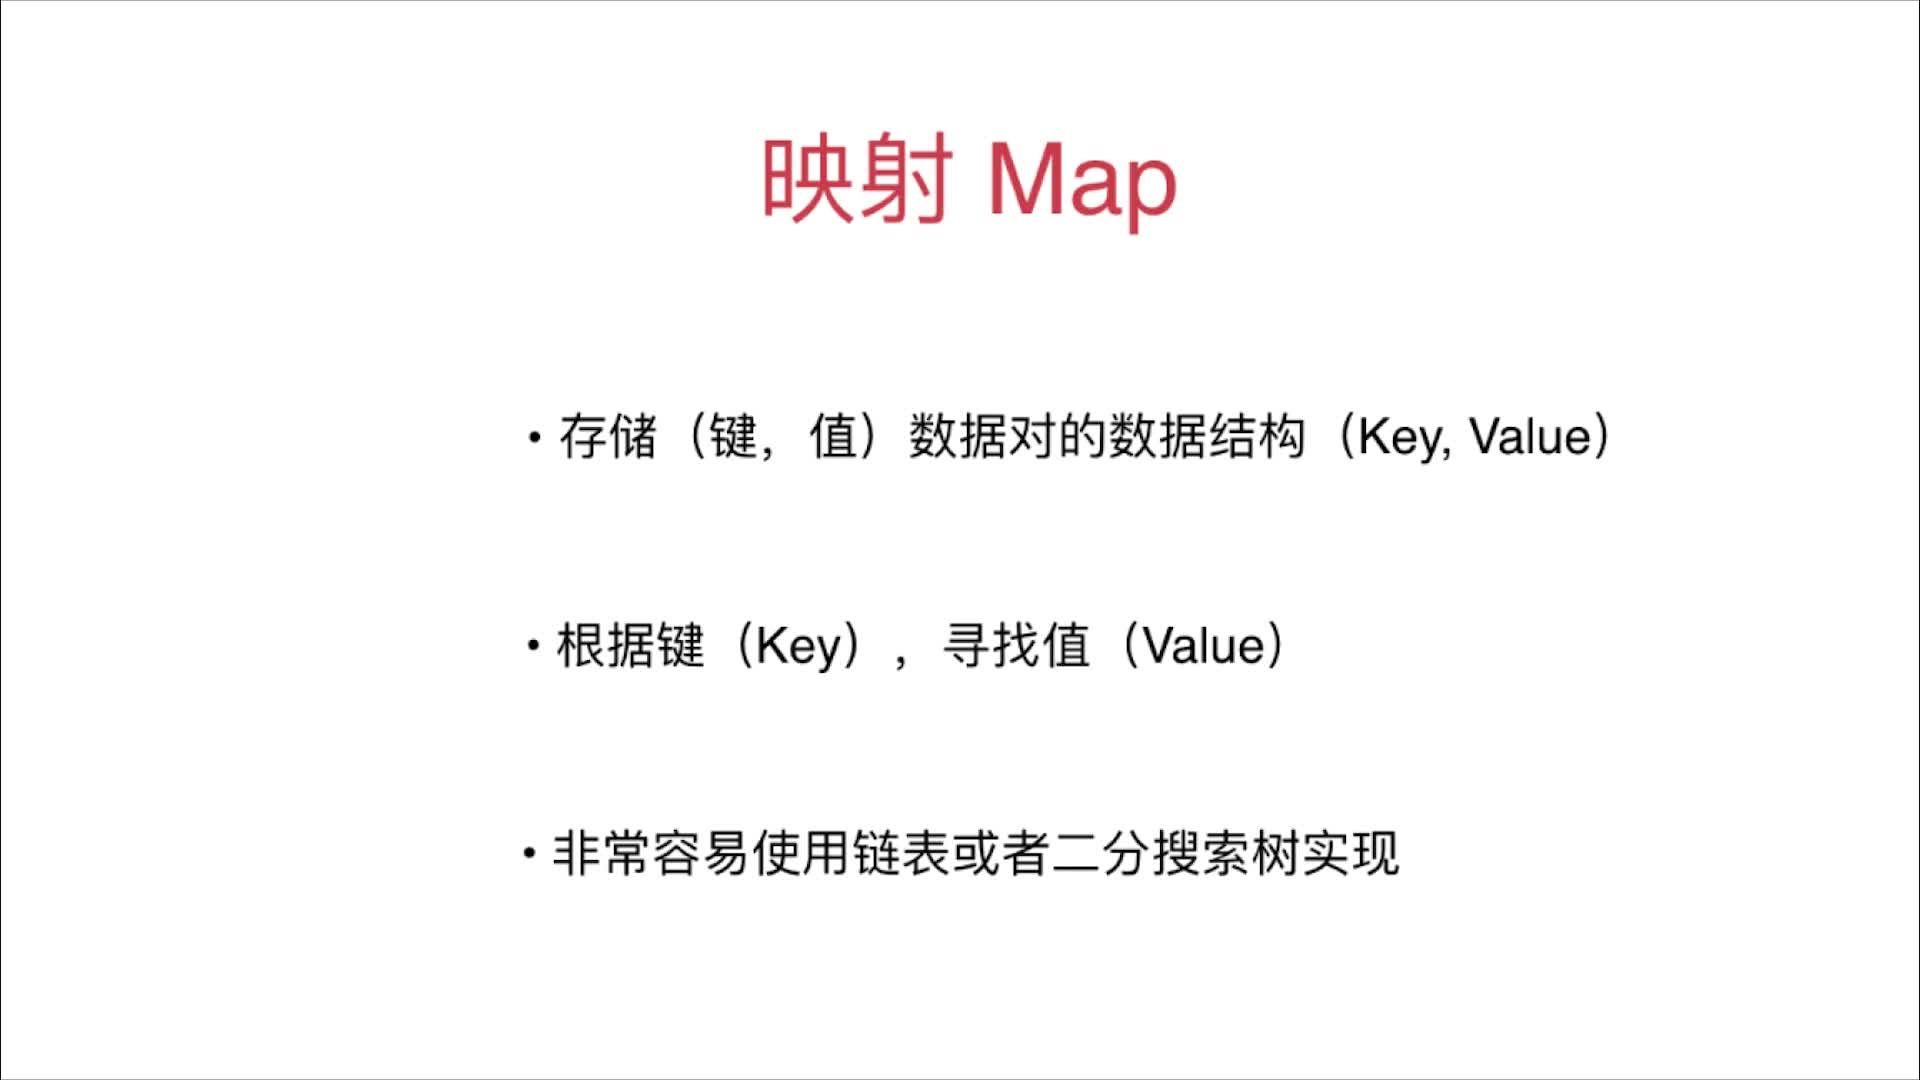 映射 Map
• 存储（键，值）数据对的数据结构（Key, Value）
• 根据键（Key），寻找值（Value）
• 非常容易使用链表或者二分搜索树实现